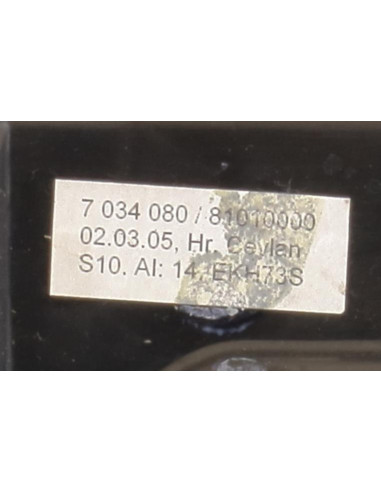 7 034 080 / 81010000
02.03.05, Hr. Ceylan
S10. AI: 14, EKH73S